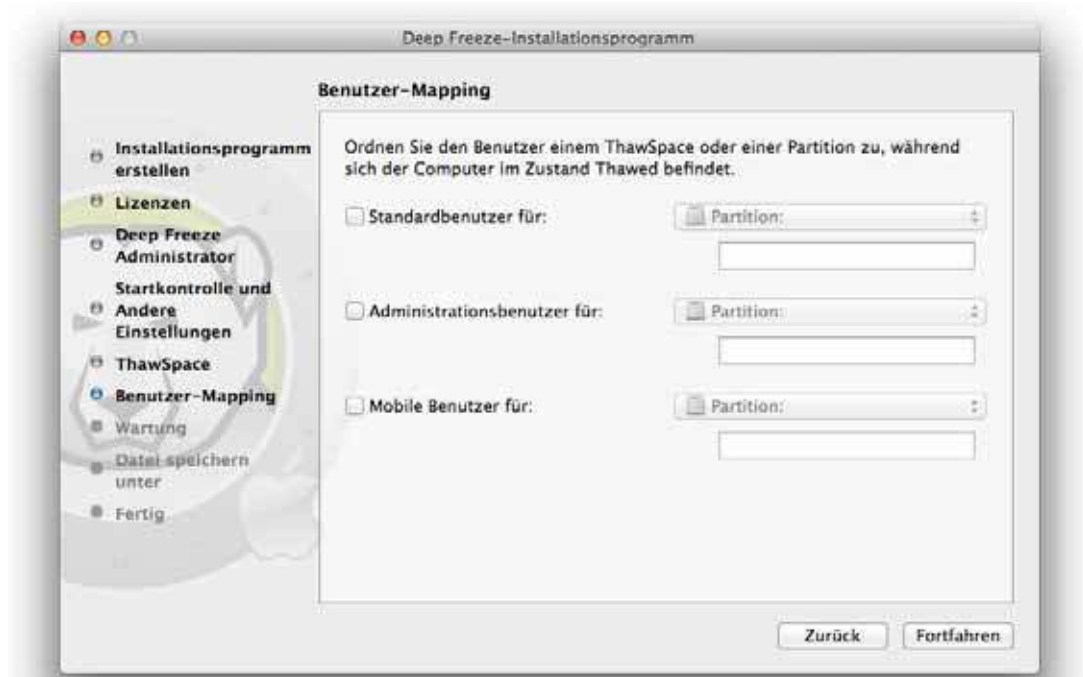 Deep Freeze-Installationsprogramm
Benutzer-Mapping
Installationsprogramm
erstellen
Lizenzen
Deep Freeze
Administrator
Startkontrolle und
Andere
Einstellungen
ThawSpace
Benutzer-Mapping
Wartung
Datei speichern
unter
Fertig
Ordnen Sie den Benutzer einem ThawSpace oder einer Partition zu, während
sich der Computer im Zustand Thawed befindet.
Standardbenutzer für:
Partition:
Administrationsbenutzer für:
Partition:
Mobile Benutzer für:
Partition:
Zurück
Fortfahren